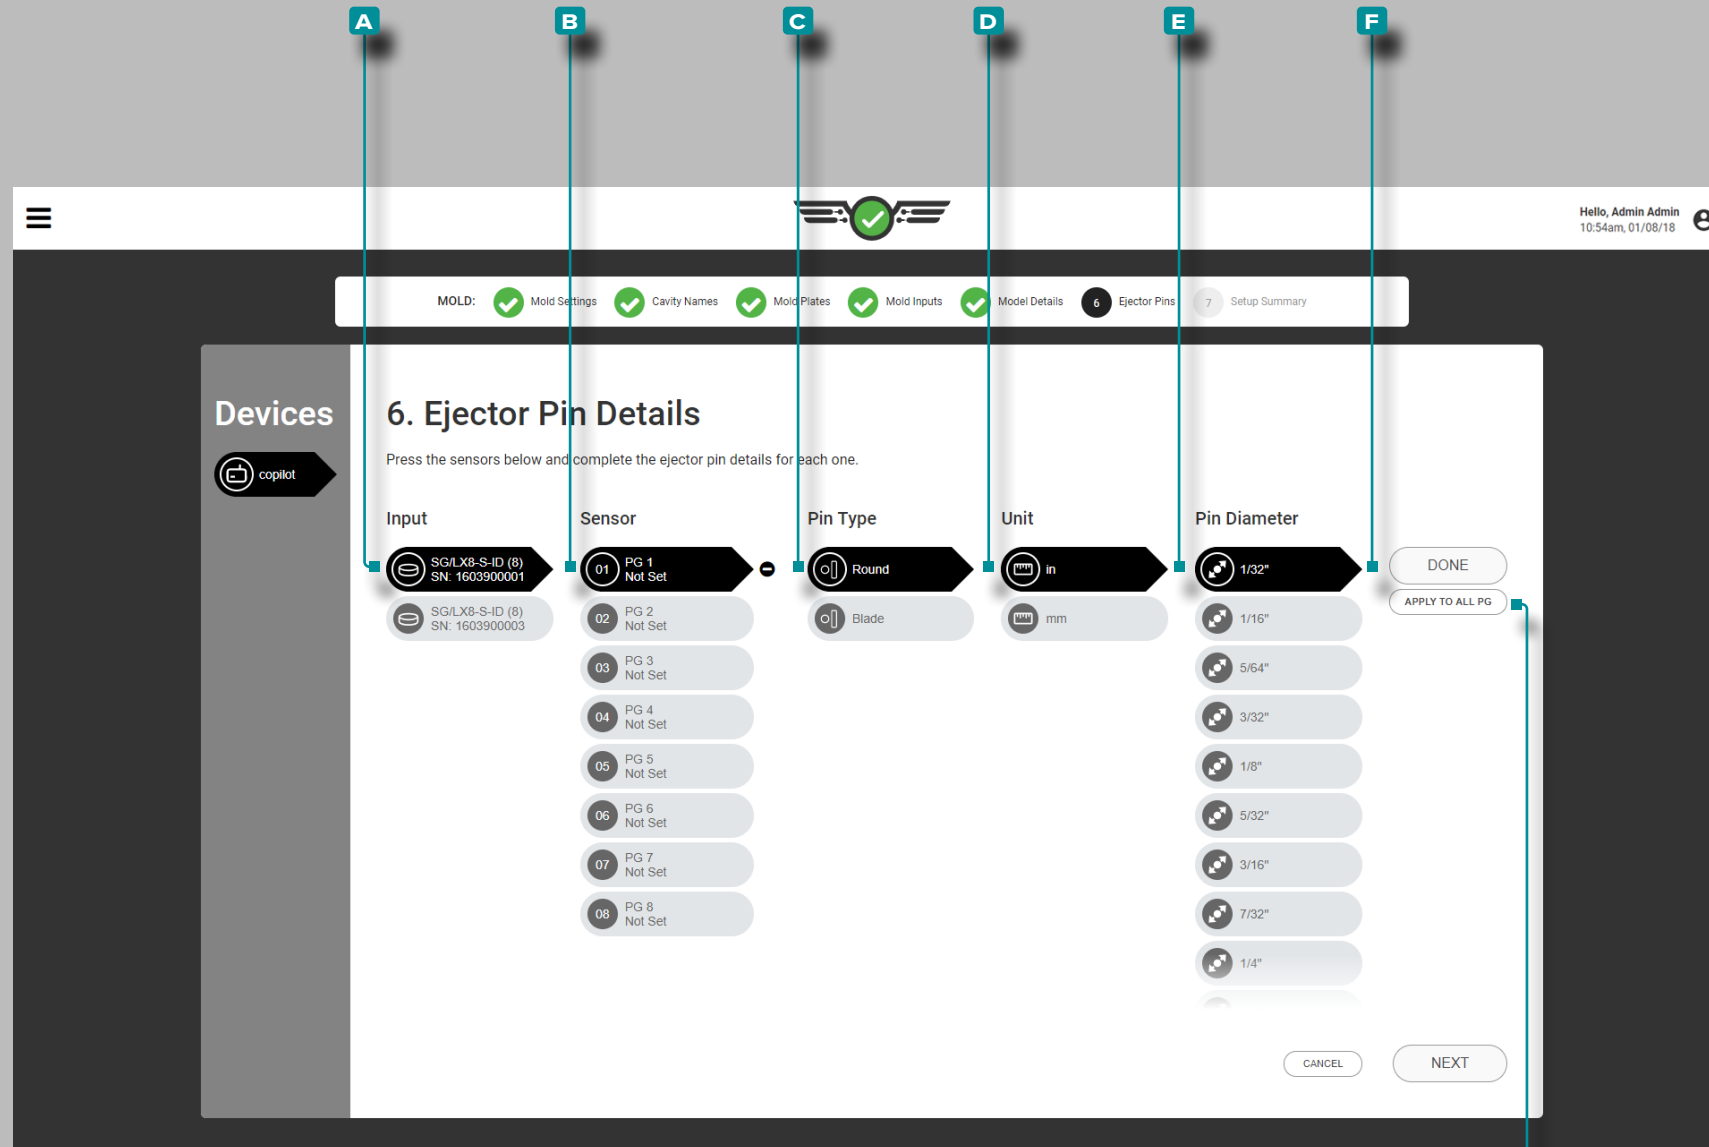 A B C D E F
Hello, Admin Admin
10:54am, 01/08/18
MOLD: Mold Settings Cavity Names Mold Plates Mold Inputs Model Details 6 Ejector Pins 7 Setup Summary
Devices
copilot
6. Ejector Pin Details
Press the sensors below and complete the ejector pin details for each one.
Input
SG/LX8-S-ID (8)
SN: 1603900001
SG/LX8-S-ID (8)
SN: 1603900003
Sensor
01 PG 1
Not Set
02 PG 2
Not Set
03 PG 3
Not Set
04 PG 4
Not Set
05 PG 5
Not Set
06 PG 6
Not Set
07 PG 7
Not Set
08 PG 8
Not Set
Pin Type
Round
Blade
Unit
in
mm
Pin Diameter
1/32"
1/16"
5/64"
3/32"
1/8"
5/32"
3/16"
7/32"
1/4"
DONE
APPLY TO ALL PG
CANCEL
NEXT